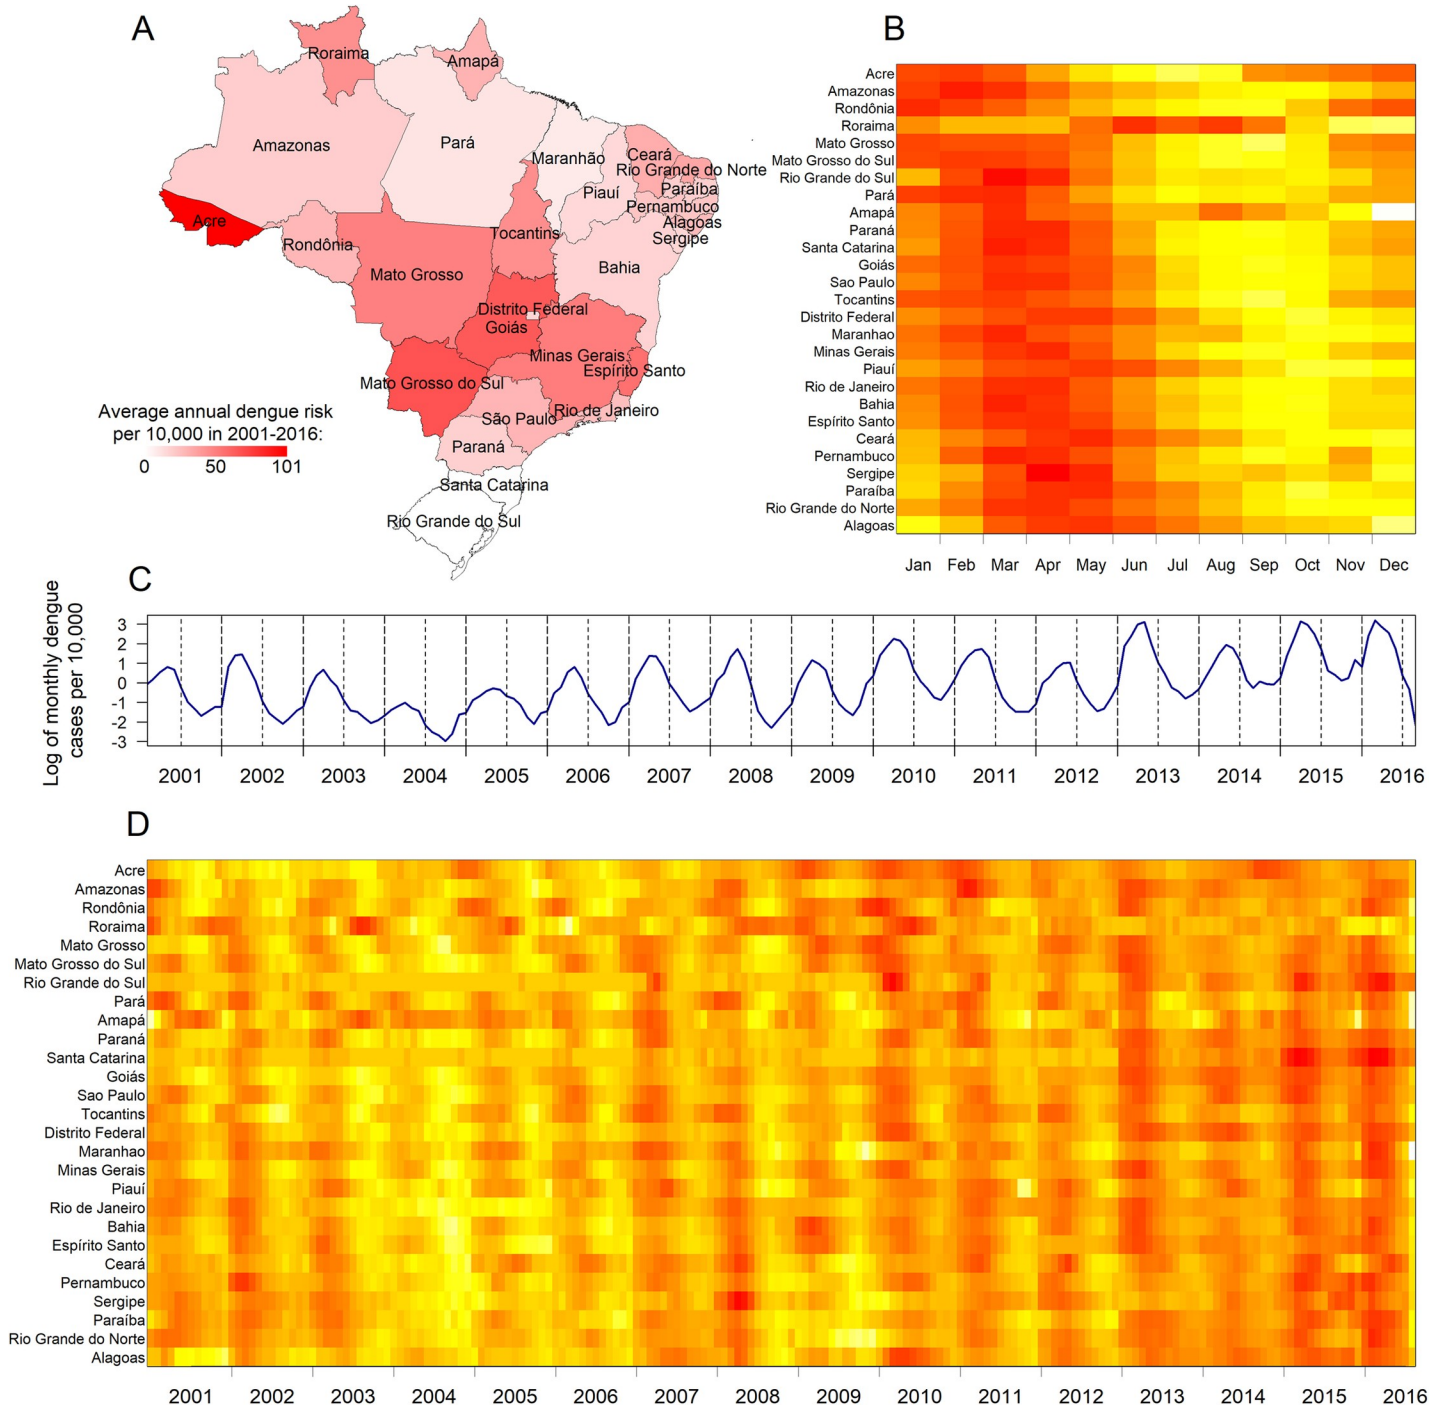 A
Roraima
Amapá
Amazonas
Pará
Maranhão
Ceará
Rio Grande do Norte
Piauí
Paraíba
Pernambuco
Acre
Alagoas
Rondônia
Tocantins
Sergipe
Mato Grosso
Bahia
Distrito Federal
Goiás
Minas Gerais
Espírito Santo
Mato Grosso do Sul
São Paulo
Rio de Janeiro
Paraná
Santa Catarina
Rio Grande do Sul
Average annual dengue risk
per 10,000 in 2001-2016:
0 50 101
B
Acre
Amazonas
Rondônia
Roraima
Mato Grosso
Mato Grosso do Sul
Rio Grande do Sul
Pará
Amapá
Paraná
Santa Catarina
Goiás
Sao Paulo
Tocantins
Distrito Federal
Maranhao
Minas Gerais
Piauí
Rio de Janeiro
Bahia
Espírito Santo
Ceará
Pernambuco
Sergipe
Paraíba
Rio Grande do Norte
Alagoas
Jan Feb Mar Apr May Jun Jul Aug Sep Oct Nov Dec
C
Log of monthly dengue
cases per 10,000
3
2
1
0
-1
-2
-3
2001 2002 2003 2004 2005 2006 2007 2008 2009 2010 2011 2012 2013 2014 2015 2016
D
Acre
Amazonas
Rondônia
Roraima
Mato Grosso
Mato Grosso do Sul
Rio Grande do Sul
Pará
Amapá
Paraná
Santa Catarina
Goiás
Sao Paulo
Tocantins
Distrito Federal
Maranhao
Minas Gerais
Piauí
Rio de Janeiro
Bahia
Espírito Santo
Ceará
Pernambuco
Sergipe
Paraíba
Rio Grande do Norte
Alagoas
2001 2002 2003 2004 2005 2006 2007 2008 2009 2010 2011 2012 2013 2014 2015 2016